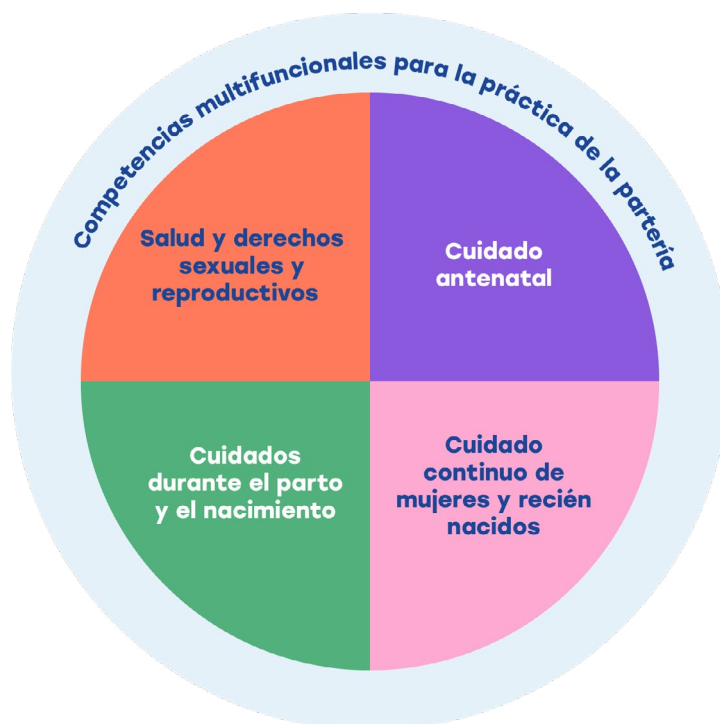 Competencias multifuncionales para la práctica de la partería
Salud y derechos
sexuales y
reproductivos
Cuidado
antenatal
Cuidados
durante el parto
y el nacimiento
Cuidado
continuo de
mujeres y recién
nacidos